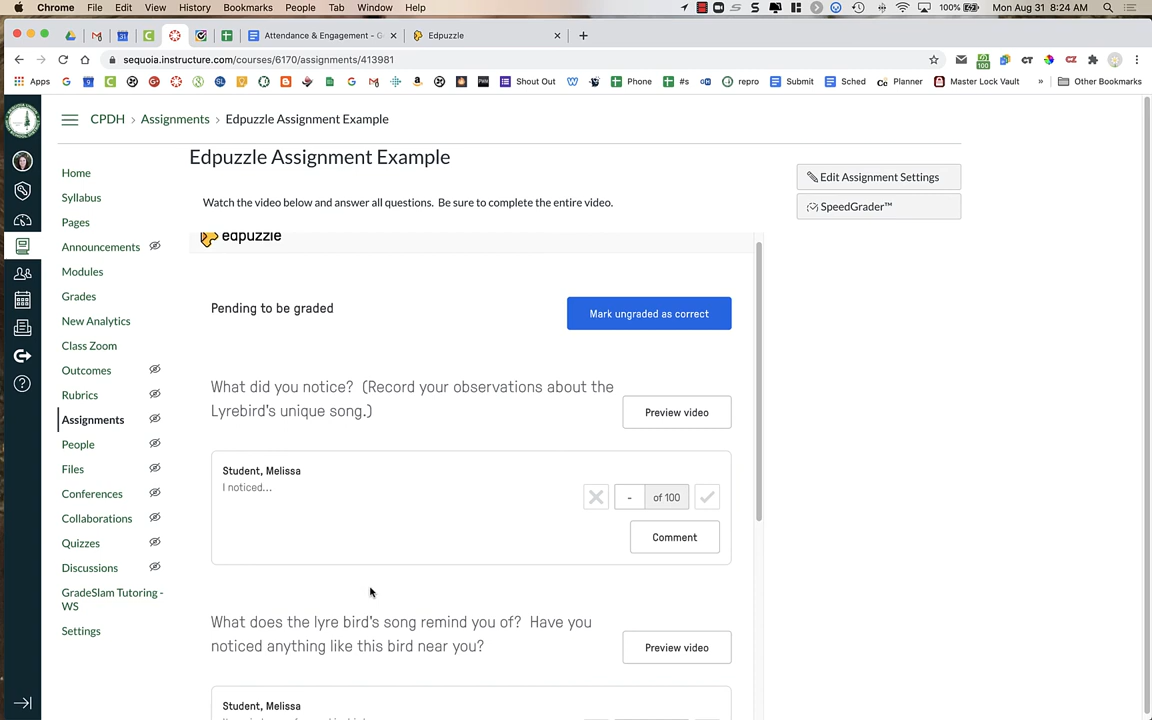 Chrome File Edit View History Bookmarks People Tab Window Help 100% Mon Aug 31 8:24 AM
Attendance & Engagement - G Edpuzzle
sequoia.instructure.com/courses/6170/assignments/413981
Apps Shout Out Phone #s repro Submit Sched Planner Master Lock Vault » Other Bookmarks
CPDH > Assignments > Edpuzzle Assignment Example
Home
Syllabus
Pages
Announcements
Modules
Grades
New Analytics
Class Zoom
Outcomes
Rubrics
Assignments
People
Files
Conferences
Collaborations
Quizzes
Discussions
GradeSlam Tutoring -
WS
Settings
Edpuzzle Assignment Example
Watch the video below and answer all questions. Be sure to complete the entire video.
edpuzzle
Pending to be graded
Mark ungraded as correct
What did you notice? (Record your observations about the
Lyrebird's unique song.)
Preview video
Student, Melissa
I noticed...
- of 100
Comment
What does the lyre bird's song remind you of? Have you
noticed anything like this bird near you?
Preview video
Student, Melissa
Edit Assignment Settings
SpeedGrader™